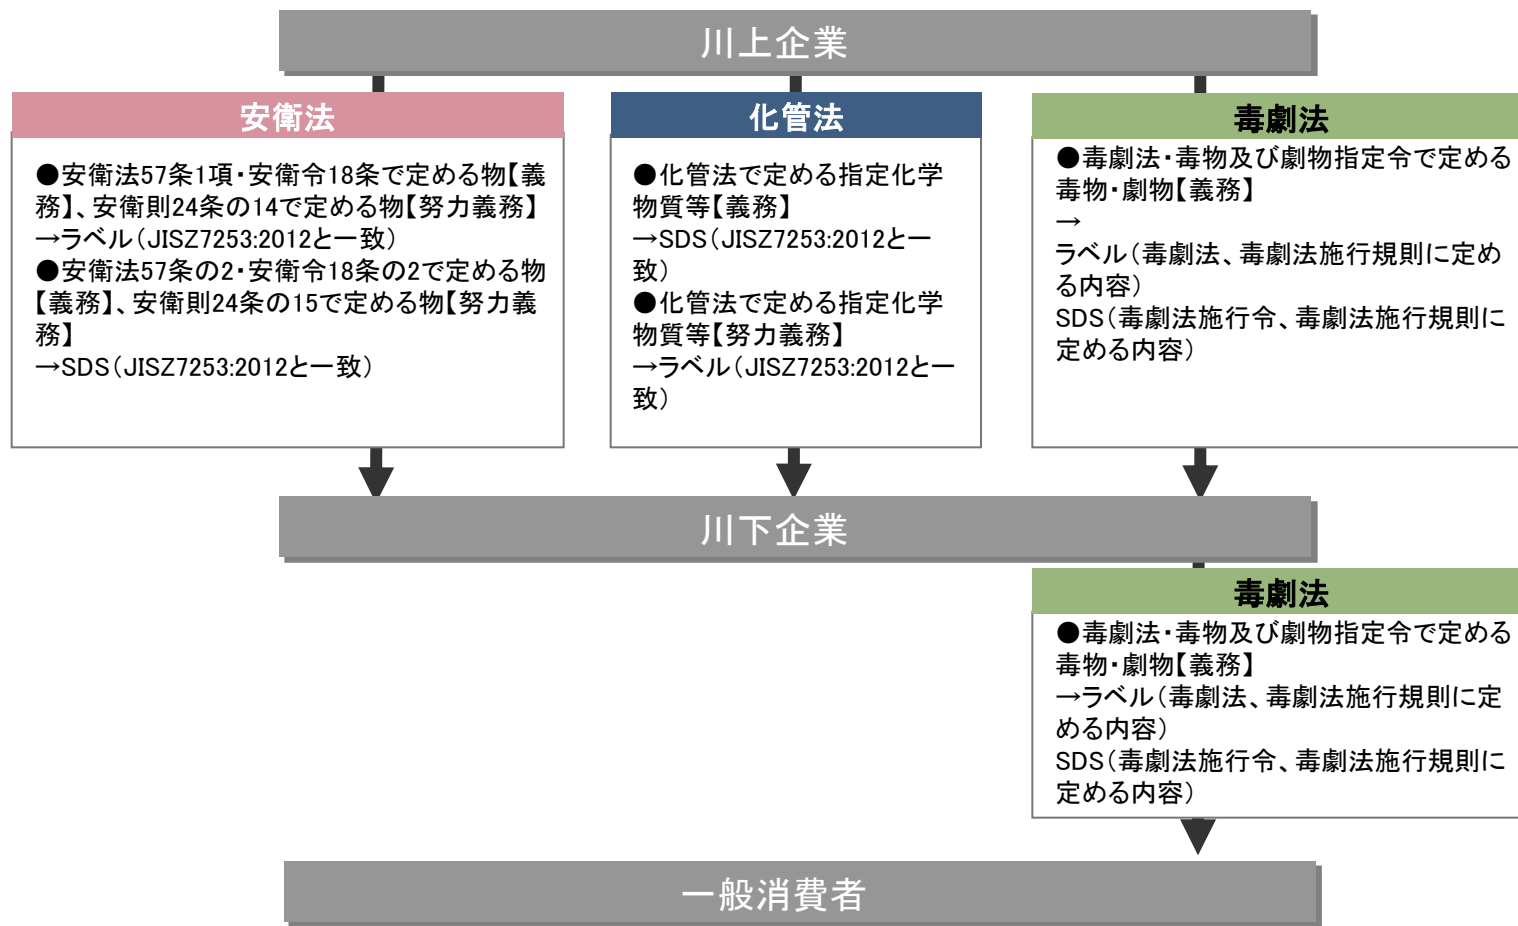 川上企業
安衛法
●安衛法57条1項・安衛令18条で定める物【義
務】、安衛則24条の14で定める物【努力義務】
→ラベル（JISZ7253:2012と一致）
●安衛法57条の2・安衛令18条の2で定める物
【義務】、安衛則24条の15で定める物【努力義
務】
→SDS（JISZ7253:2012と一致）
化管法
●化管法で定める指定化学
物質等【義務】
→SDS（JISZ7253:2012と一
致）
●化管法で定める指定化学
物質等【努力義務】
→ラベル（JISZ7253:2012と一
致）
毒劇法
●毒劇法・毒物及び劇物指定令で定める
毒物・劇物【義務】
→
ラベル（毒劇法、毒劇法施行規則に定め
る内容）
SDS（毒劇法施行令、毒劇法施行規則に
定める内容）
川下企業
毒劇法
●毒劇法・毒物及び劇物指定令で定める
毒物・劇物【義務】
→ラベル（毒劇法、毒劇法施行規則に定
める内容）
SDS（毒劇法施行令、毒劇法施行規則に
定める内容）
一般消費者